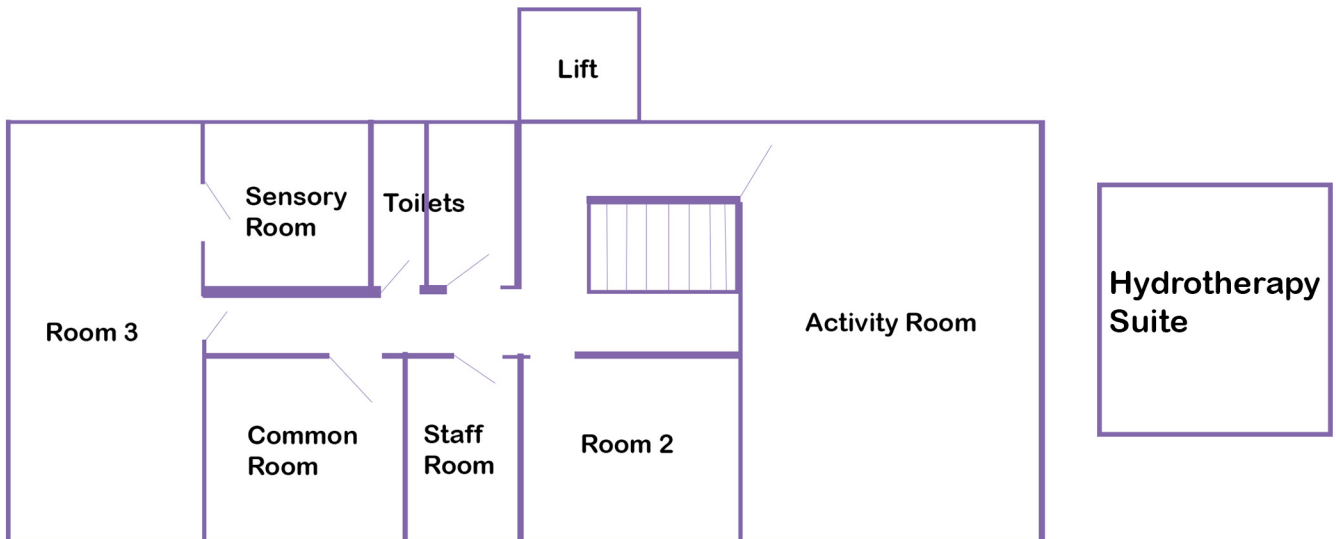 Lift
Sensory
Room
Toilets
Hydrotherapy
Suite
Room 3
Activity Room
Common
Room
Staff
Room
Room 2